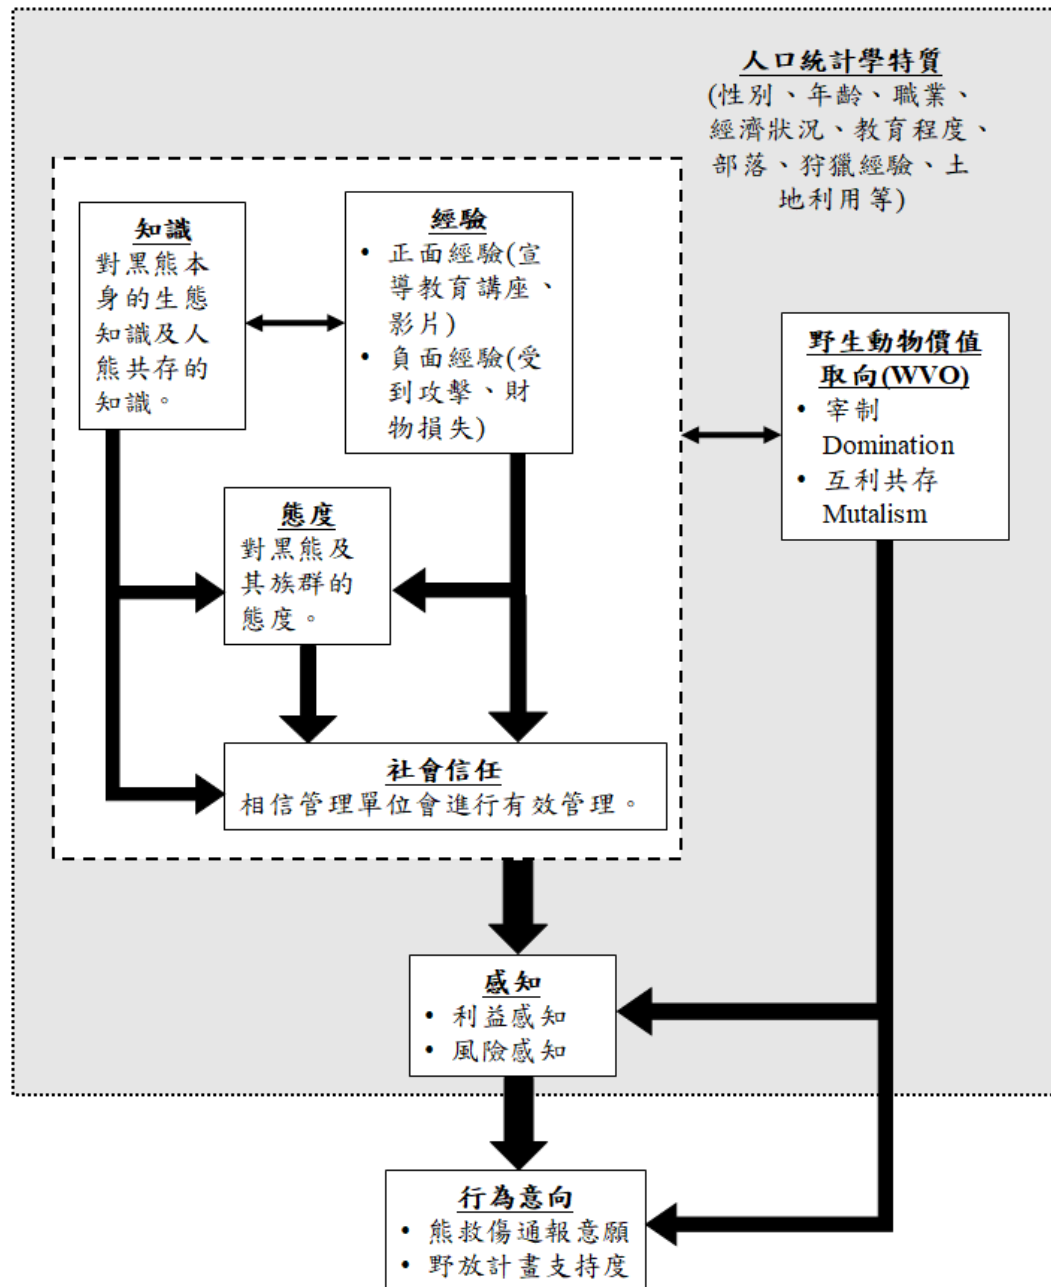 人口統計學特質
(性別、年齡、職業、
經濟狀況、教育程度、
部落、狩獵經驗、土
地利用等)
知識
對黑熊本
身的生態
知識及人
熊共存的
知識。
經驗
• 正面經驗(宣
導教育講座、
影片)
• 負面經驗(受
到攻擊、財
物損失)
野生動物價值
取向(WVO)
• 宰制
Domination
• 互利共存
Mutalism
態度
對黑熊及
其族群的
態度。
社會信任
相信管理單位會進行有效管理。
感知
• 利益感知
• 風險感知
行為意向
• 熊救傷通報意願
• 野放計畫支持度